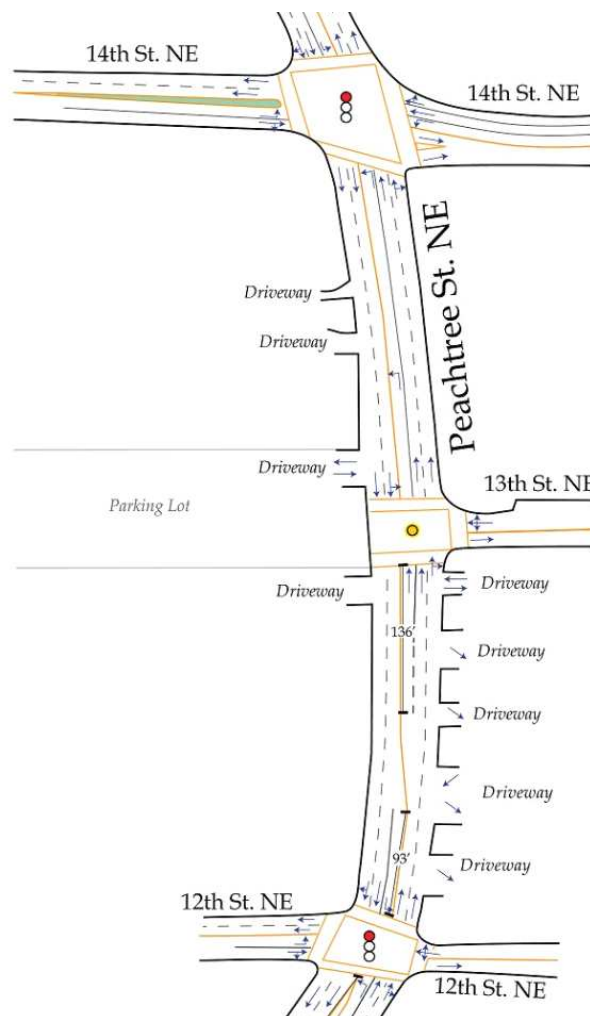 14th St. NE
14th St. NE
Peachtree St. NE
Driveway
Driveway
Driveway
13th St. NE
Parking Lot
Driveway
Driveway
136'
Driveway
Driveway
Driveway
93'
Driveway
12th St. NE
12th St. NE